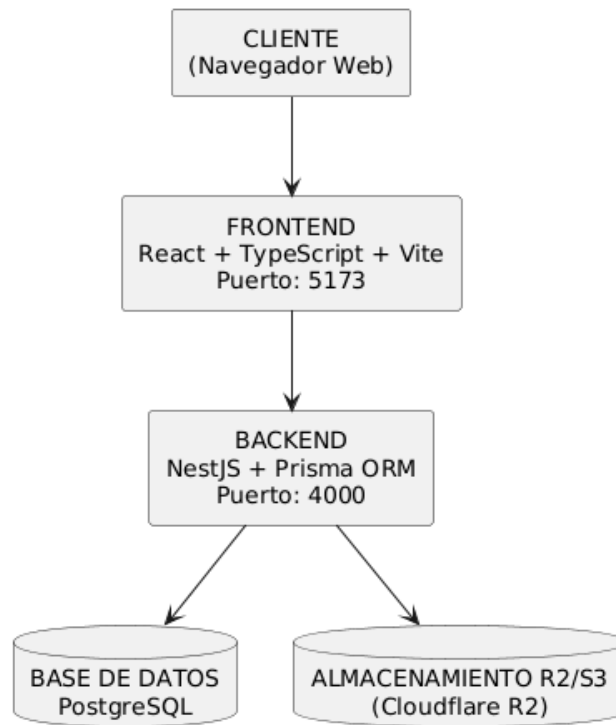 CLIENTE
(Navegador Web)
FRONTEND
React + TypeScript + Vite
Puerto: 5173
BACKEND
NestJS + Prisma ORM
Puerto: 4000
BASE DE DATOS
PostgreSQL
ALMACENAMIENTO R2/S3
(Cloudflare R2)